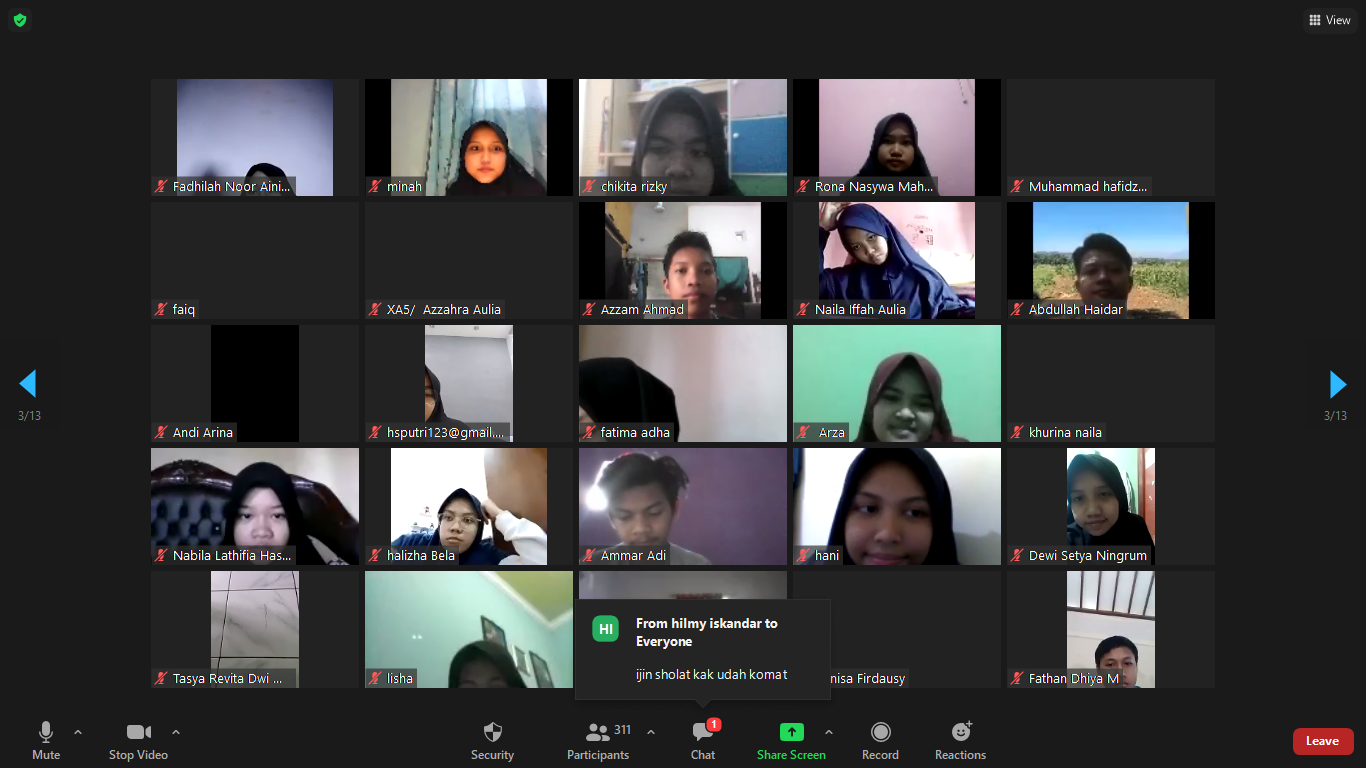 View
Fadhilah Noor Aini...
minah
chikita rizky
Rona Nasywa Mah...
Muhammad hafidz...
faiq
XA5/ Azzahra Aulia
Azzam Ahmad
Naila Iffah Aulia
Abdullah Haidar
3/13
3/13
Andi Arina
hsputri123@gmail....
fatima adha
Arza
khurina naila
Nabila Lathifia Has...
halizha Bela
Ammar Adi
hani
Dewi Setya Ningrum
Tasya Revita Dwi ...
lisha
HI
From hilmy iskandar to
Everyone
ijin sholat kak udah komat
Firdausy
Fathan Dhiya M
Mute
Stop Video
Security
311
Participants
1
Chat
Share Screen
Record
Reactions
Leave